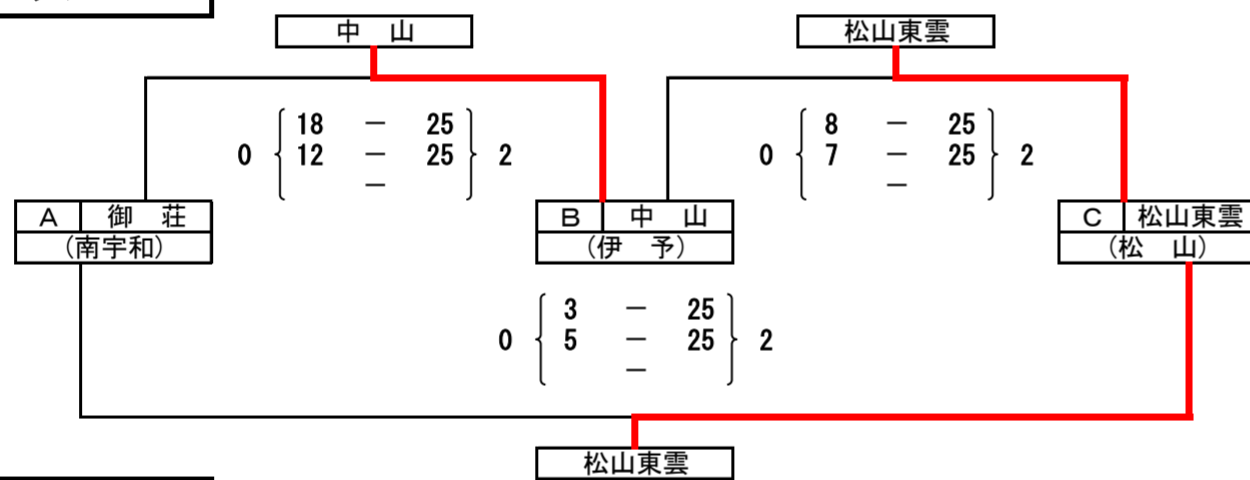 中　山
松山東雲
18 － 25
0 12 － 25 2
－
8 － 25
0 7 － 25 2
－
A 御　荘
(南宇和)
B 中　山
(伊　予)
C 松山東雲
(松　山)
3 － 25
0 5 － 25 2
－
松山東雲